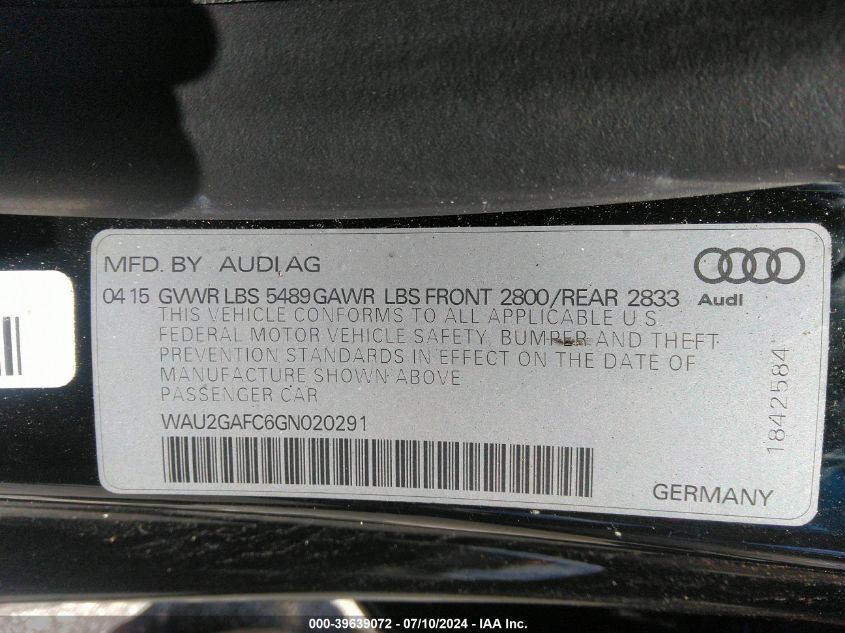 MFD. BY AUDI AG
04 15 GVWR LBS 5489 GAWR LBS FRONT 2800/REAR 2833
Audi
THIS VEHICLE CONFORMS TO ALL APPLICABLE U S
FEDERAL MOTOR VEHICLE SAFETY, BUMPER AND THEFT
PREVENTION STANDARDS IN EFFECT ON THE DATE OF
MANUFACTURE SHOWN ABOVE
PASSENGER CAR
WAU2GAFC6GN020291
1842584
GERMANY
000-39639072 - 07/10/2024 - IAA Inc.